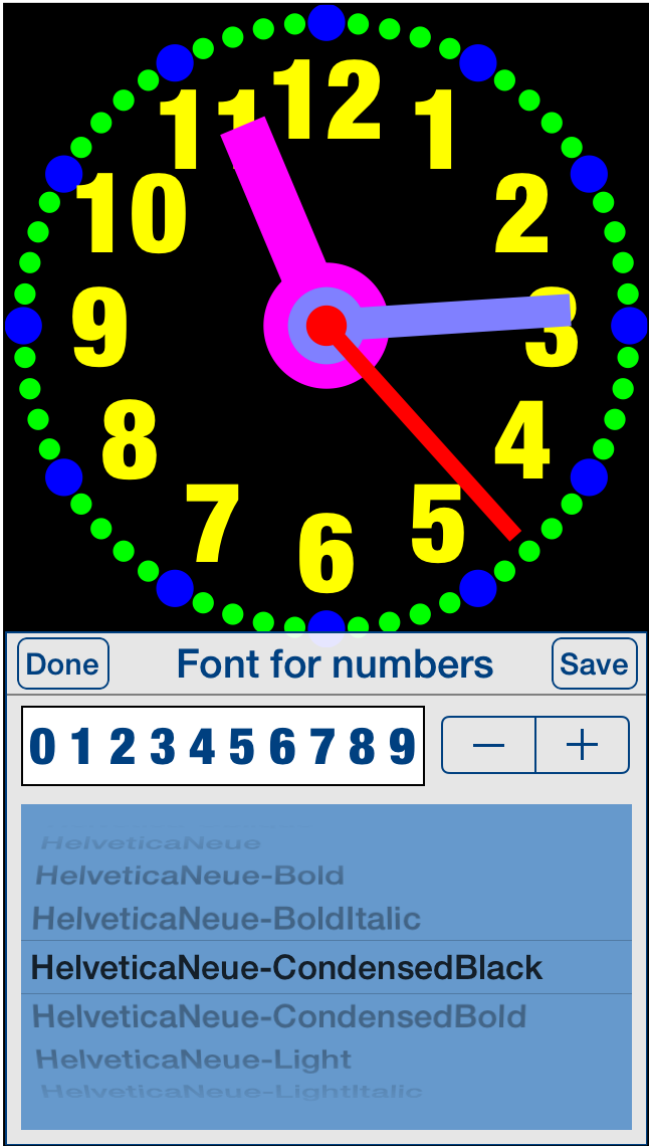 12
11
1
10
2
9
3
8
4
7
5
6
Done
Font for numbers
Save
0 1 2 3 4 5 6 7 8 9
− +
HelveticaNeue
HelveticaNeue-Bold
HelveticaNeue-BoldItalic
HelveticaNeue-CondensedBlack
HelveticaNeue-CondensedBold
HelveticaNeue-Light
HelveticaNeue-LightItalic